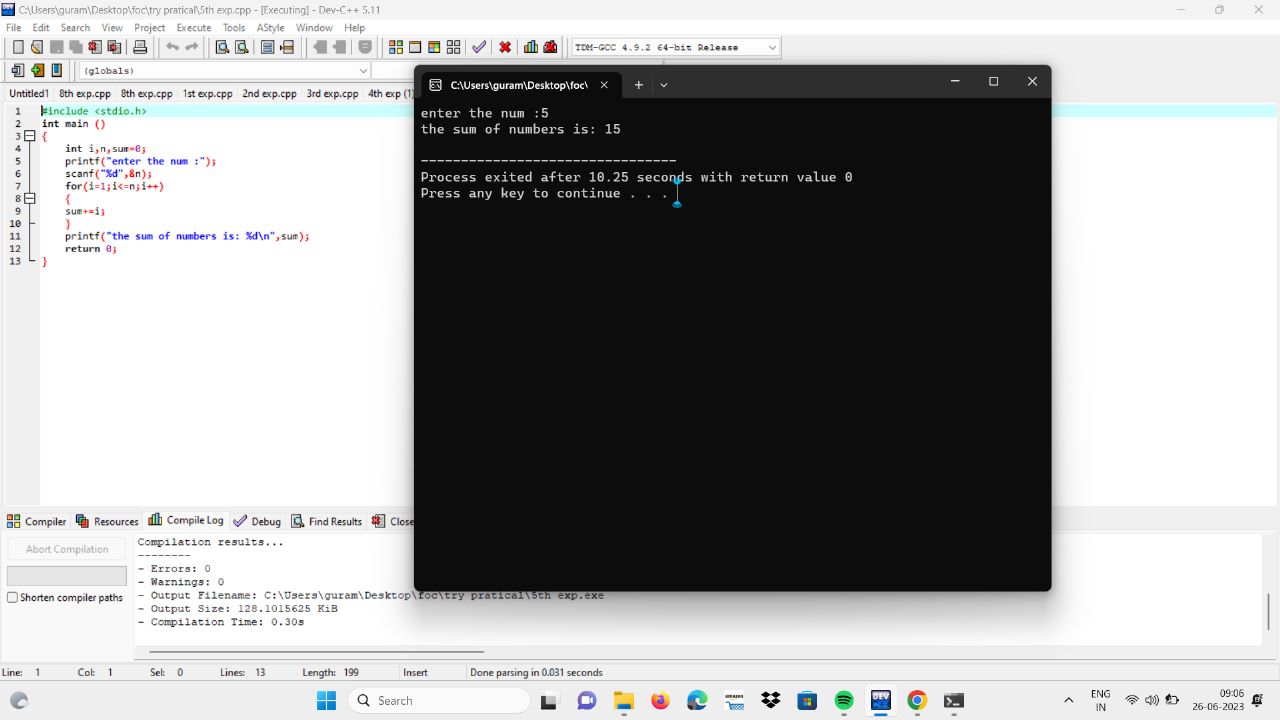 C:\Users\guram\Desktop\foc\try pratical\5th exp.cpp - [Executing] - Dev-C++ 5.11
File Edit Search View Project Execute Tools AStyle Window Help
TDM-GCC 4.9.2 64-bit Release
(globals)
Untitled1 8th exp.cpp 8th exp.cpp 1st exp.cpp 2nd exp.cpp 3rd exp.cpp 4th exp (1)
1 #include <stdio.h>
2 int main ()
3 {
4 int i,n,sum=0;
5 printf("enter the num :");
6 scanf("%d",&n);
7 for(i=1;i<=n;i++)
8 {
9 sum+=i;
10 }
11 printf("the sum of numbers is: %d\n",sum);
12 return 0;
13 }
C:\Users\guram\Desktop\foc\
enter the num :5
the sum of numbers is: 15
--------------------------------
Process exited after 10.25 seconds with return value 0
Press any key to continue . . .
Compiler Resources Compile Log Debug Find Results Close
Abort Compilation
Shorten compiler paths
Compilation results...
--------
- Errors: 0
- Warnings: 0
- Output Filename: C:\Users\guram\Desktop\foc\try pratical\5th exp.exe
- Output Size: 128.1015625 KiB
- Compilation Time: 0.30s
Line: 1 Col: 1 Sel: 0 Lines: 13 Length: 199 Insert Done parsing in 0.031 seconds
Search
amazon
DEV
ENG
IN
09:06
26-06-2023